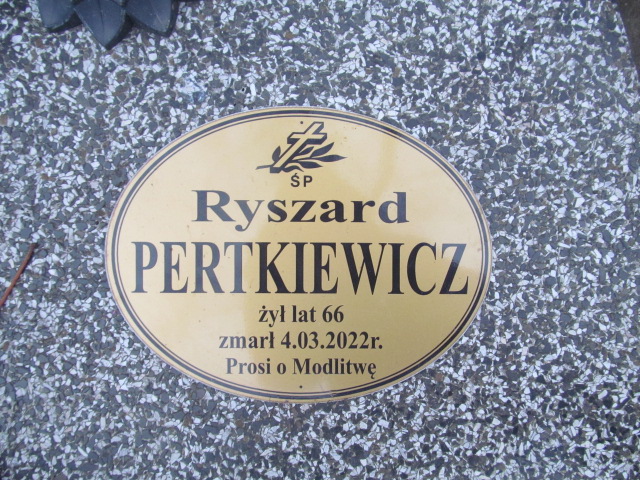 ŚP
Ryszard
PERTKIEWICZ
żył lat 66
zmarł 4.03.2022r.
Prosi o Modlitwę